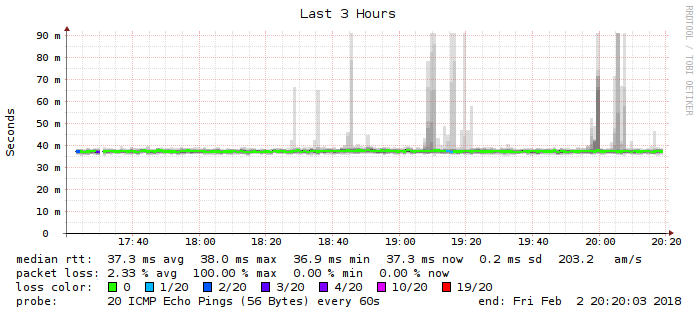 Last 3 Hours
RRDTOOL / TOBI OETIKER
Seconds
90 m
80 m
70 m
60 m
50 m
40 m
30 m
20 m
10 m
0
17:40 18:00 18:20 18:40 19:00 19:20 19:40 20:00 20:20
median rtt: 37.3 ms avg 38.0 ms max 36.9 ms min 37.3 ms now 0.2 ms sd 203.2 am/s
packet loss: 2.33 % avg 100.00 % max 0.00 % min 0.00 % now
loss color: 0 1/20 2/20 3/20 4/20 10/20 19/20
probe: 20 ICMP Echo Pings (56 Bytes) every 60s end: Fri Feb 2 20:20:03 2018